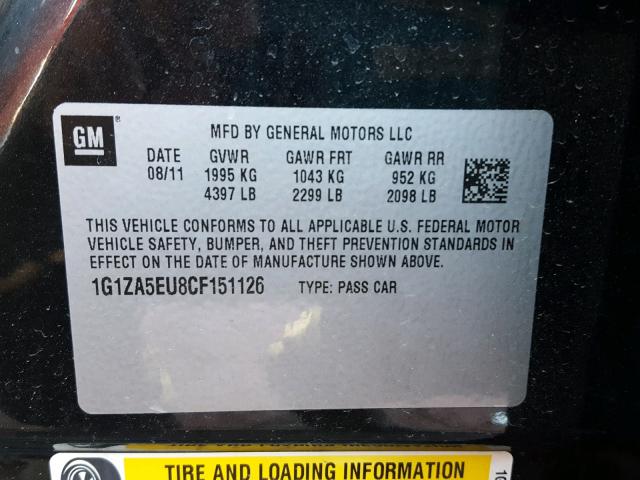 GM
MFD BY GENERAL MOTORS LLC
DATE GVWR GAWR FRT GAWR RR
08/11 1995 KG 1043 KG 952 KG
4397 LB 2299 LB 2098 LB
THIS VEHICLE CONFORMS TO ALL APPLICABLE U.S. FEDERAL MOTOR
VEHICLE SAFETY, BUMPER, AND THEFT PREVENTION STANDARDS IN
EFFECT ON THE DATE OF MANUFACTURE SHOWN ABOVE.
1G1ZA5EU8CF151126 TYPE: PASS CAR
TIRE AND LOADING INFORMATION